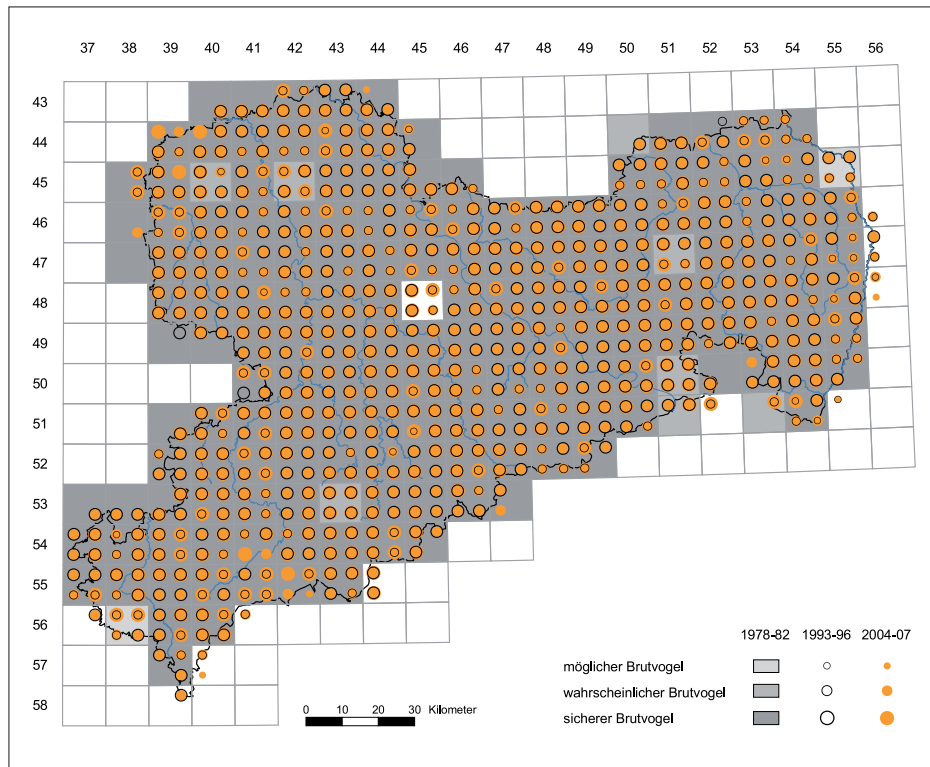 37 38 39 40 41 42 43 44 45 46 47 48 49 50 51 52 53 54 55 56
43
44
45
46
47
48
49
50
51
52
53
54
55
56
57
58
1978-82 1993-96 2004-07
möglicher Brutvogel
wahrscheinlicher Brutvogel
sicherer Brutvogel
0 10 20 30 Kilometer